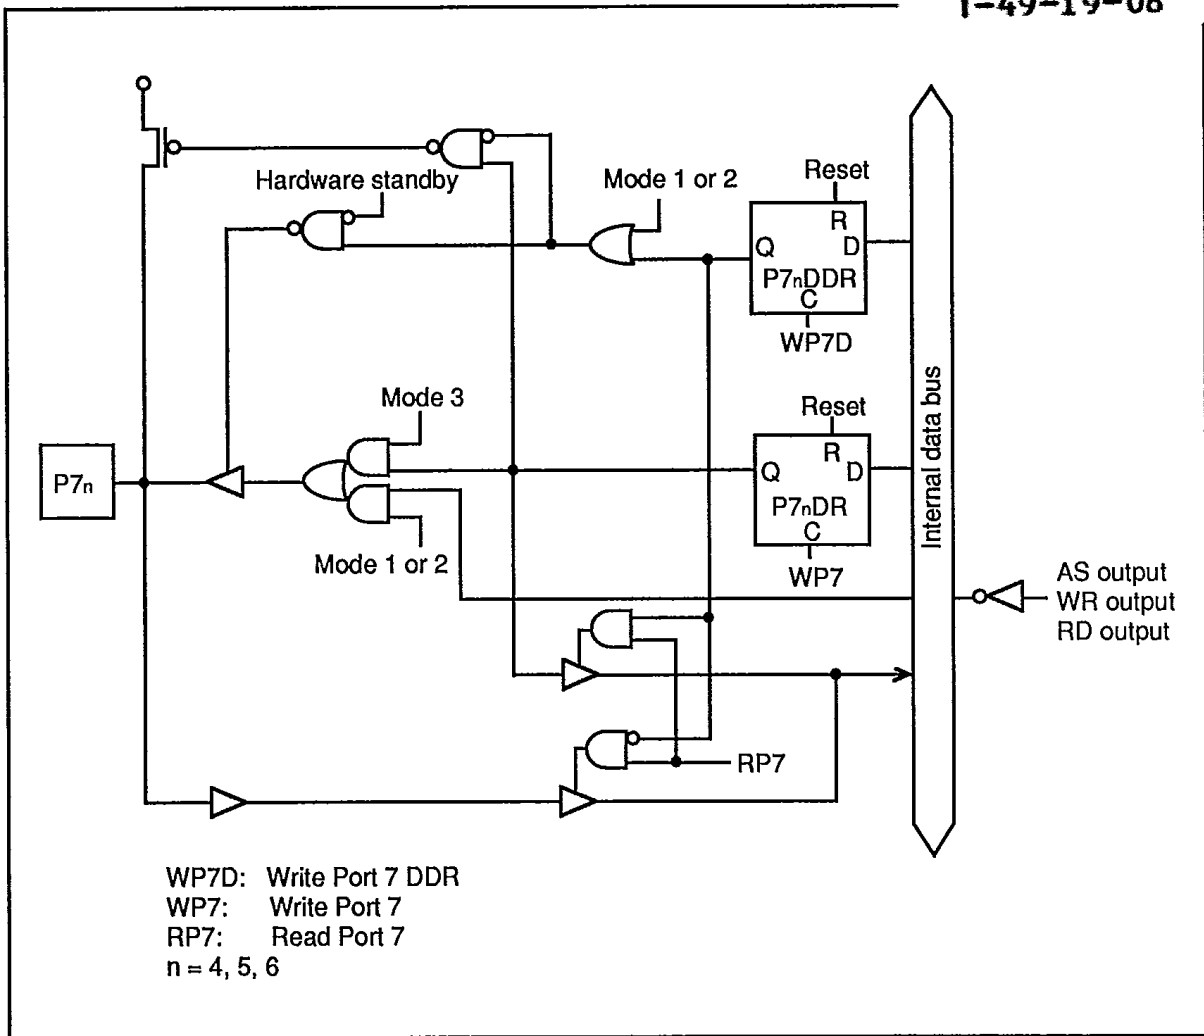 T-49-19-08
Reset
Hardware standby
Mode 1 or 2
R
Q
D
P7nDDR
C
WP7D
Mode 3
Reset
R
Q
D
P7nDR
C
WP7
P7n
Mode 1 or 2
Internal data bus
AS output
WR output
RD output
RP7
WP7D: Write Port 7 DDR
WP7: Write Port 7
RP7: Read Port 7
n = 4, 5, 6